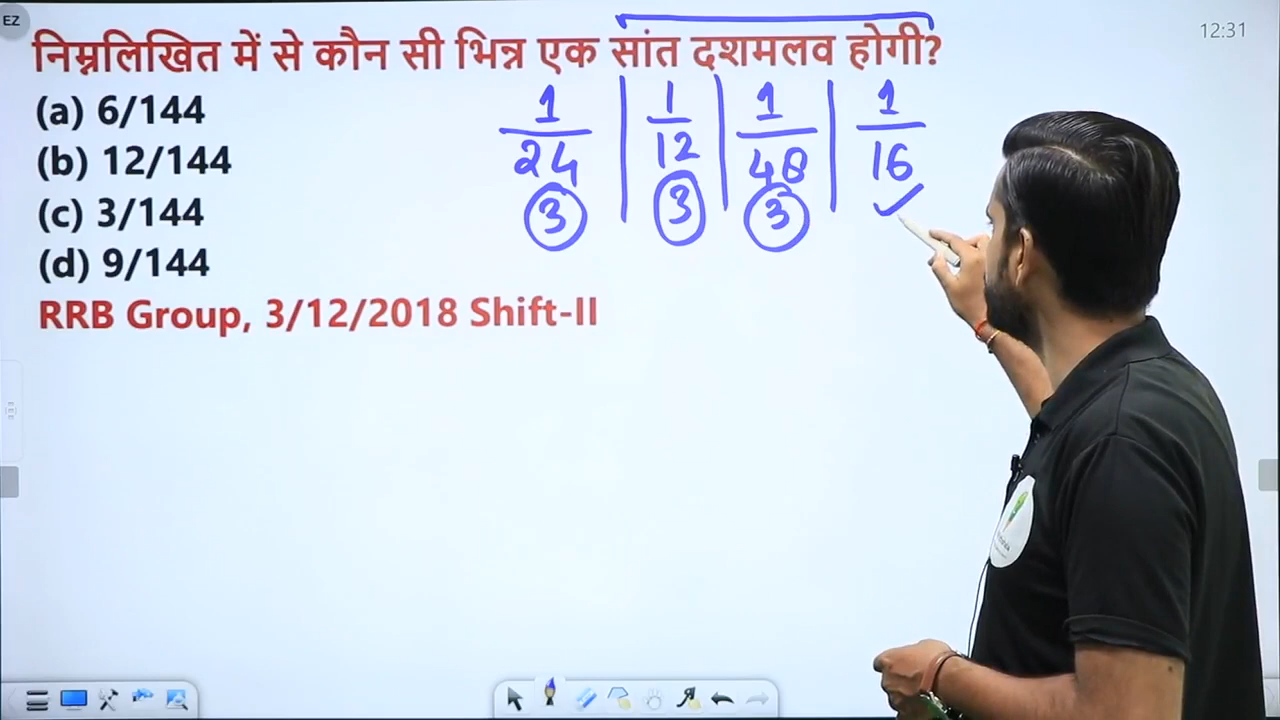 EZ
12:31
निम्नलिखित में से कौन सी भिन्न एक सांत दशमलव होगी?
(a) 6/144
(b) 12/144
(c) 3/144
(d) 9/144
RRB Group, 3/12/2018 Shift-II
1/24 | 1/12 | 1/48 | 1/16
3 3 3